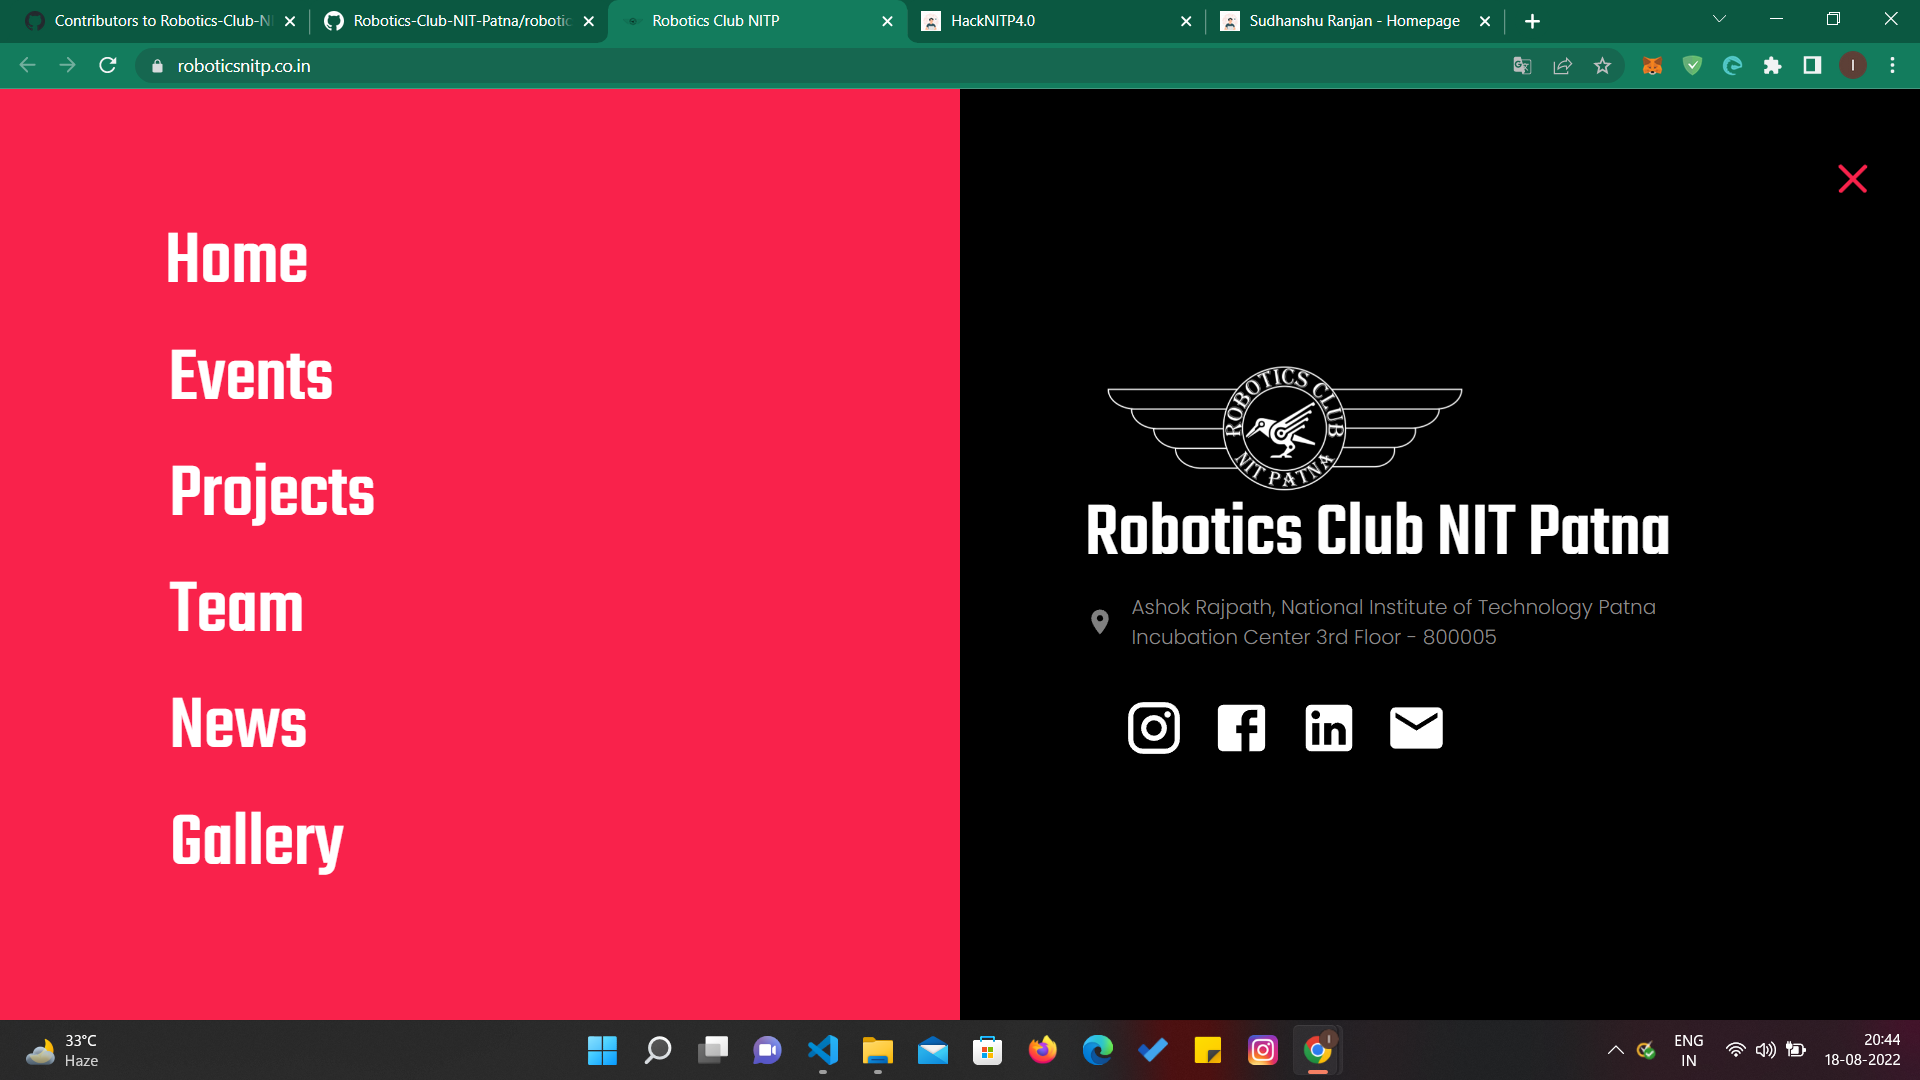 Contributors to Robotics-Club-NI
Robotics-Club-NIT-Patna/robotic
Robotics Club NITP
HackNITP4.0
Sudhanshu Ranjan - Homepage
roboticsnitp.co.in
I
Home
Events
Projects
Team
News
Gallery
ROBOTICS CLUB
NIT PATNA
Robotics Club NIT Patna
Ashok Rajpath, National Institute of Technology Patna
Incubation Center 3rd Floor - 800005
33°C
Haze
ENG
IN
20:44
18-08-2022